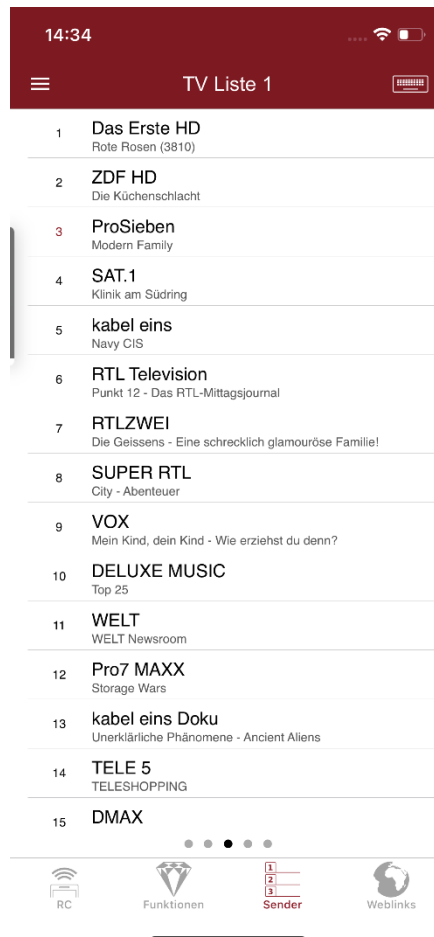 14:34
TV Liste 1
1
Das Erste HD
Rote Rosen (3810)
2
ZDF HD
Die Küchenschlacht
3
ProSieben
Modern Family
4
SAT.1
Klinik am Südring
5
kabel eins
Navy CIS
6
RTL Television
Punkt 12 - Das RTL-Mittagsjournal
7
RTLZWEI
Die Geissens - Eine schrecklich glamouröse Familie!
8
SUPER RTL
City - Abenteuer
9
VOX
Mein Kind, dein Kind - Wie erziehst du denn?
10
DELUXE MUSIC
Top 25
11
WELT
WELT Newsroom
12
Pro7 MAXX
Storage Wars
13
kabel eins Doku
Unerklärliche Phänomene - Ancient Aliens
14
TELE 5
TELESHOPPING
15
DMAX
1
2
3
RC
Funktionen
Sender
Weblinks